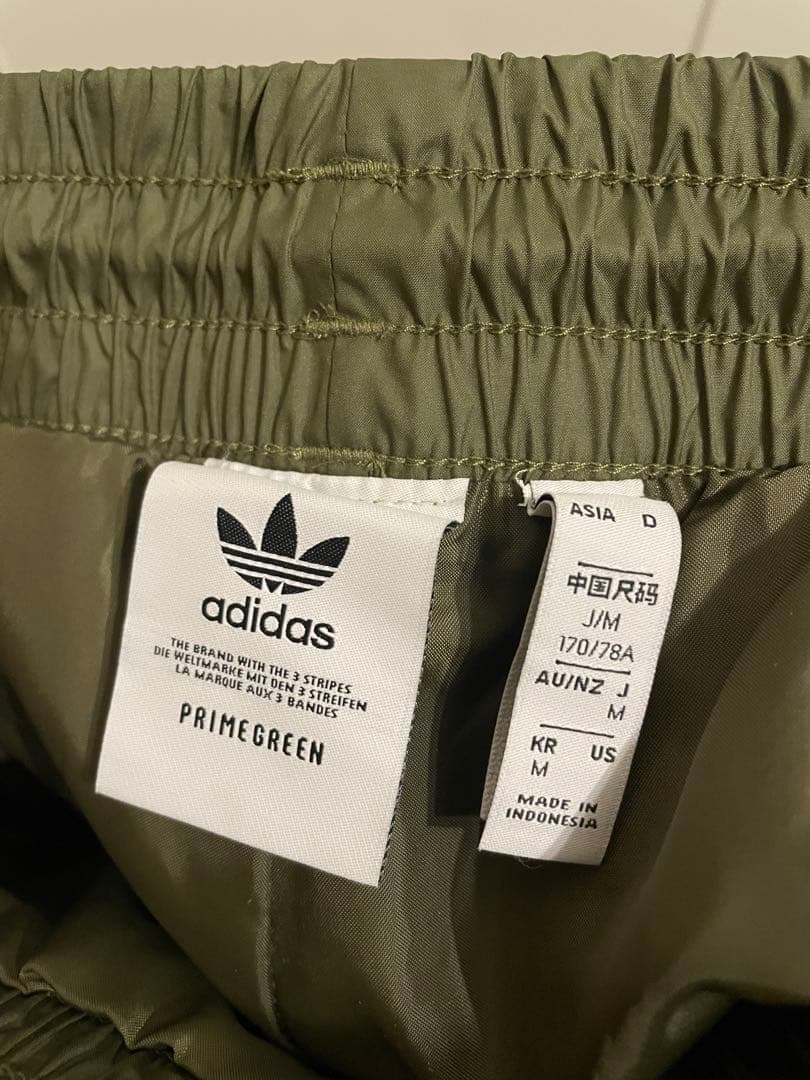 adidas
THE BRAND WITH THE 3 STRIPES
DIE WELTMARKE MIT DEN 3 STREIFEN
LA MARQUE AUX 3 BANDES
PRIMEGREEN
ASIA D
中国尺码
J/M
170/78A
AU/NZ J
M
KR US
M
MADE IN
INDONESIA